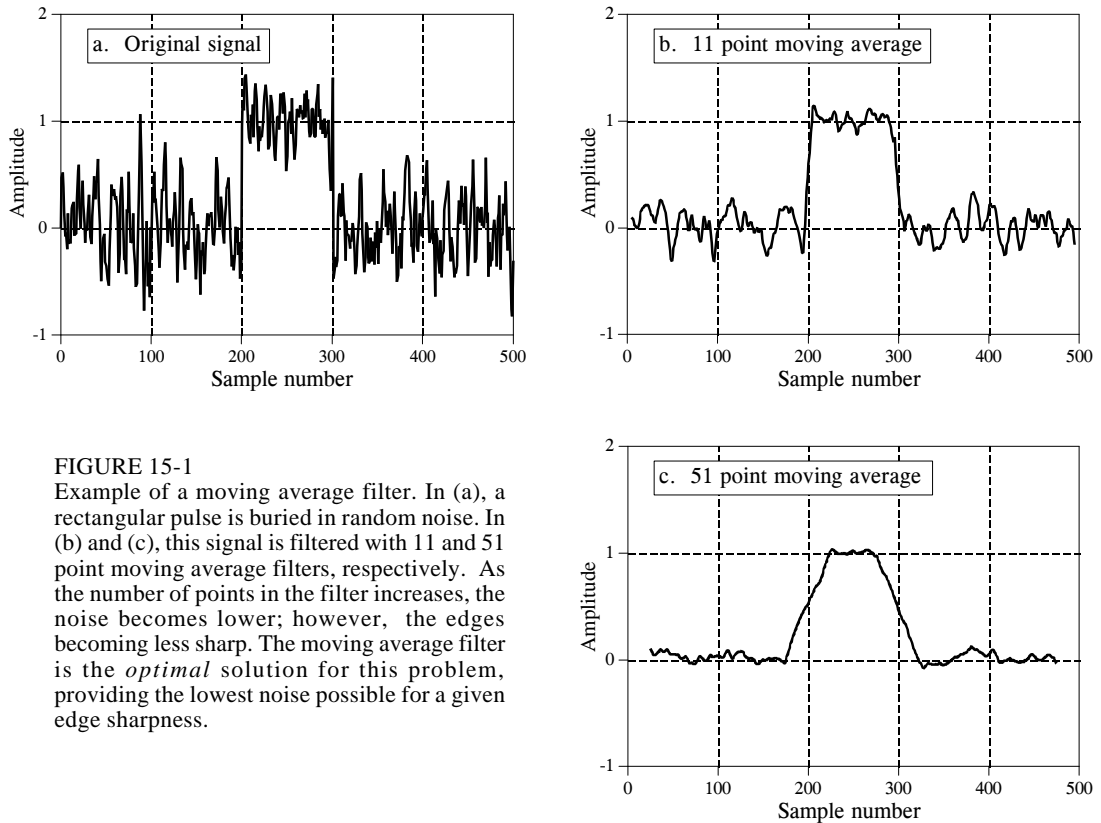 2
a. Original signal
1
Amplitude
0
-1
0 100 200 300 400 500
Sample number
2
b. 11 point moving average
1
Amplitude
0
-1
0 100 200 300 400 500
Sample number
FIGURE 15-1
Example of a moving average filter. In (a), a
rectangular pulse is buried in random noise. In
(b) and (c), this signal is filtered with 11 and 51
point moving average filters, respectively. As
the number of points in the filter increases, the
noise becomes lower; however, the edges
becoming less sharp. The moving average filter
is the optimal solution for this problem,
providing the lowest noise possible for a given
edge sharpness.
2
c. 51 point moving average
1
Amplitude
0
-1
0 100 200 300 400 500
Sample number